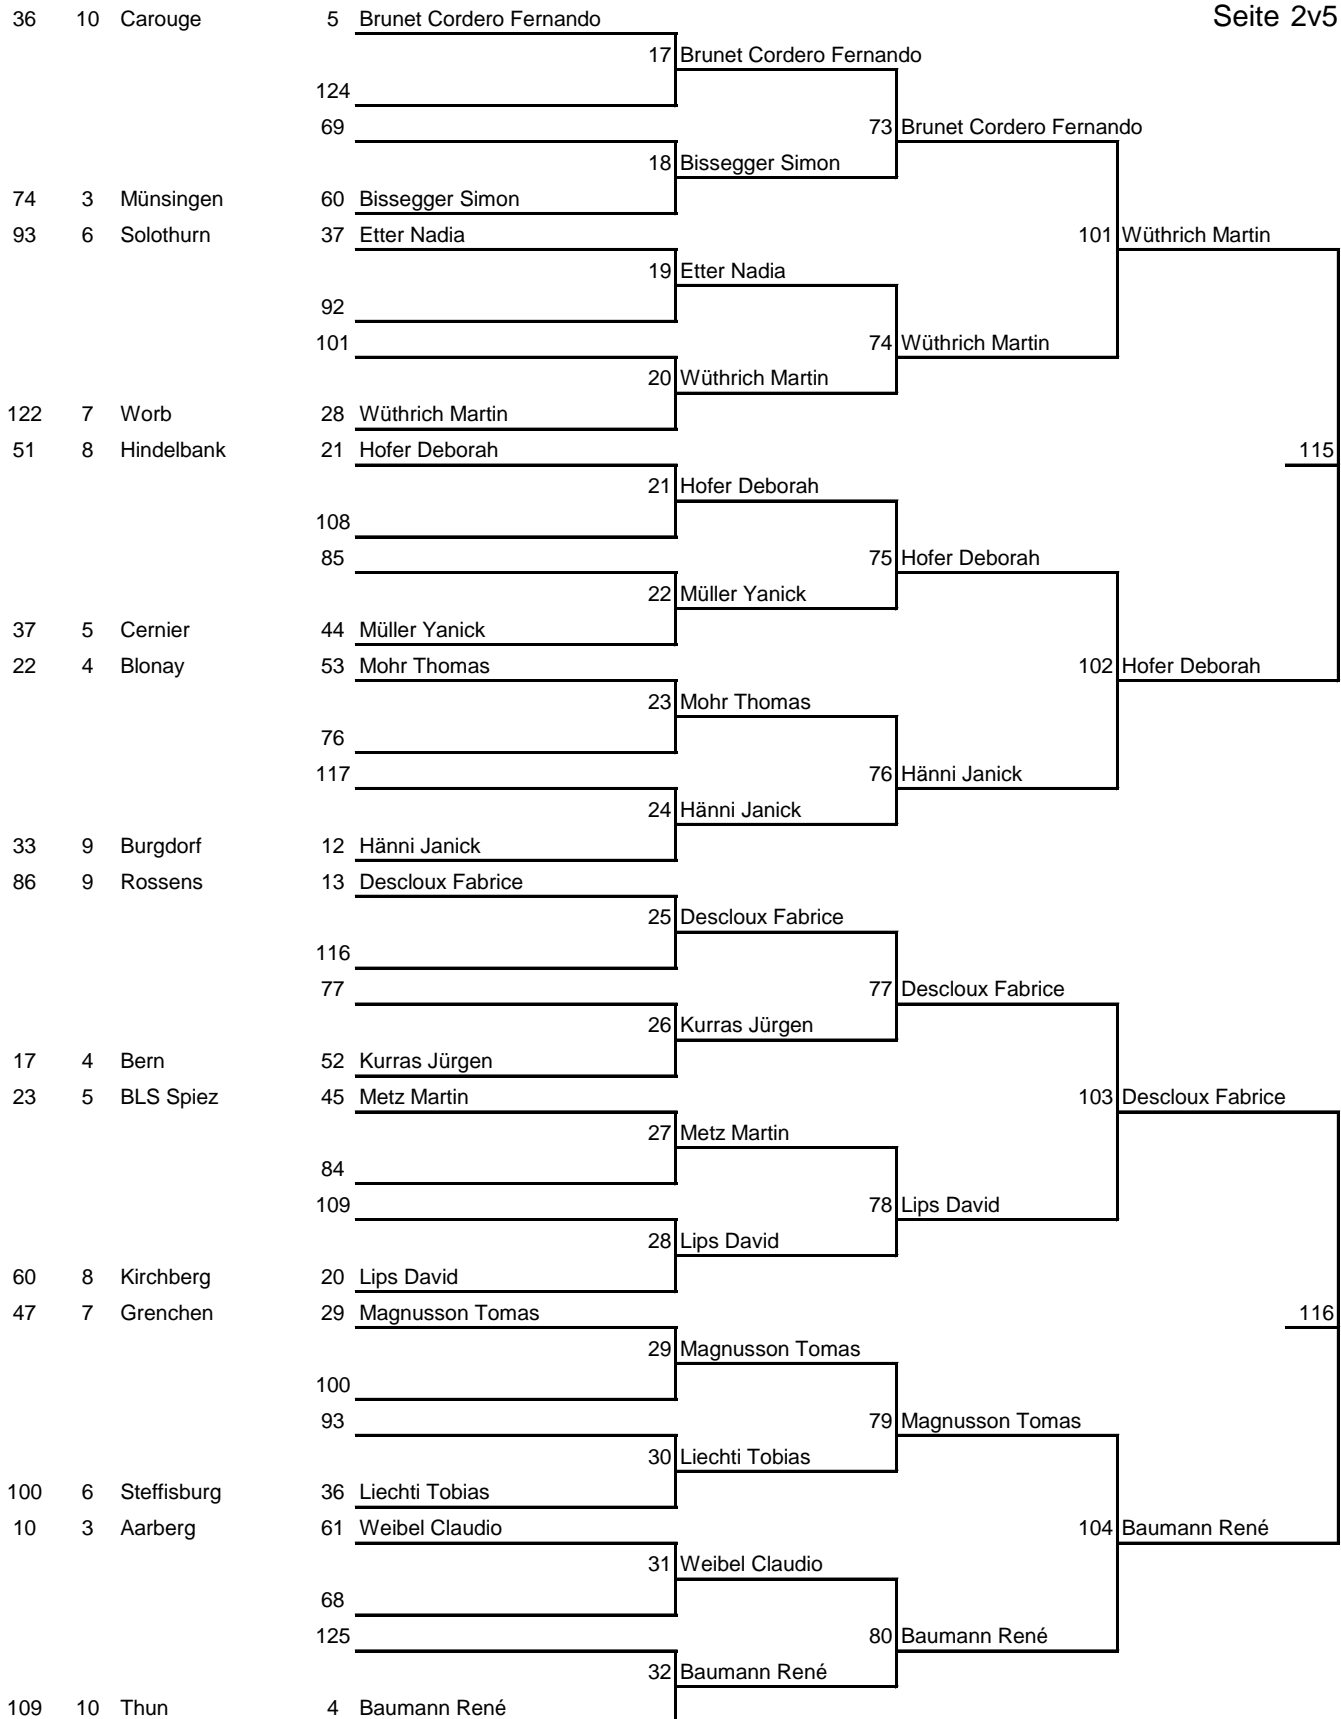 36 10 Carouge 5 Brunet Cordero Fernando Seite 2v5
17 Brunet Cordero Fernando
124
69 73 Brunet Cordero Fernando
18 Bissegger Simon
74 3 Münsingen 60 Bissegger Simon
93 6 Solothurn 37 Etter Nadia 101 Wüthrich Martin
19 Etter Nadia
92
101 74 Wüthrich Martin
20 Wüthrich Martin
122 7 Worb 28 Wüthrich Martin
51 8 Hindelbank 21 Hofer Deborah 115
21 Hofer Deborah
108
85 75 Hofer Deborah
22 Müller Yanick
37 5 Cernier 44 Müller Yanick
22 4 Blonay 53 Mohr Thomas 102 Hofer Deborah
23 Mohr Thomas
76
117 76 Hänni Janick
24 Hänni Janick
33 9 Burgdorf 12 Hänni Janick
86 9 Rossens 13 Descloux Fabrice
25 Descloux Fabrice
116
77 77 Descloux Fabrice
26 Kurras Jürgen
17 4 Bern 52 Kurras Jürgen
23 5 BLS Spiez 45 Metz Martin 103 Descloux Fabrice
27 Metz Martin
84
109 78 Lips David
28 Lips David
60 8 Kirchberg 20 Lips David
47 7 Grenchen 29 Magnusson Tomas 116
29 Magnusson Tomas
100
93 79 Magnusson Tomas
30 Liechti Tobias
100 6 Steffisburg 36 Liechti Tobias
10 3 Aarberg 61 Weibel Claudio 104 Baumann René
31 Weibel Claudio
68
125 80 Baumann René
32 Baumann René
109 10 Thun 4 Baumann René